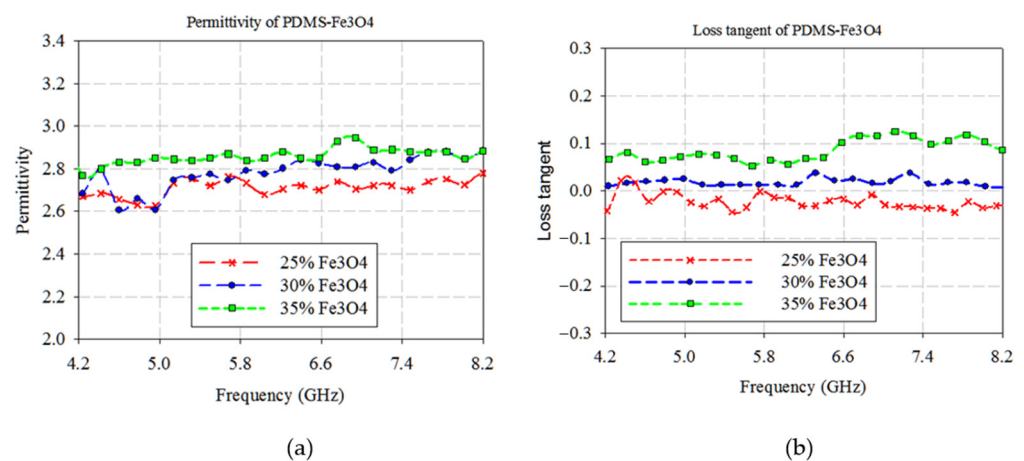 Permittivity of PDMS-Fe3O4
3.4
3.2
3.0
2.8
2.6
2.4
2.2
2.0
Permittivity
25% Fe3O4
30% Fe3O4
35% Fe3O4
4.2 5.0 5.8 6.6 7.4 8.2
Frequency (GHz)
(a)
Loss tangent of PDMS-Fe3O4
0.3
0.2
0.1
0.0
−0.1
−0.2
−0.3
Loss tangent
25% Fe3O4
30% Fe3O4
35% Fe3O4
4.2 5.0 5.8 6.6 7.4 8.2
Frequency (GHz)
(b)